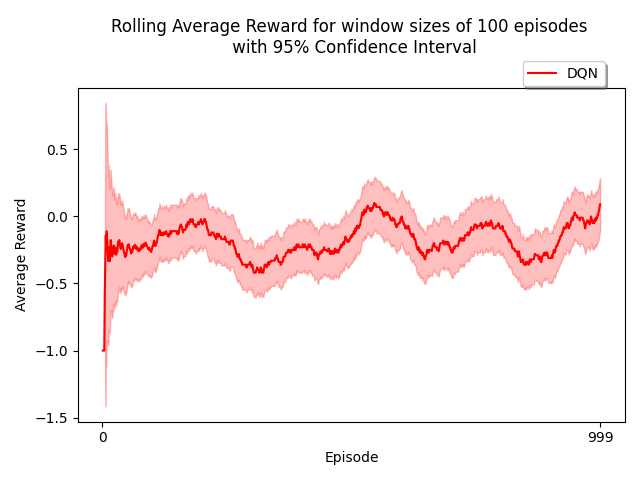 Rolling Average Reward for window sizes of 100 episodes
with 95% Confidence Interval
DQN
Average Reward
0.5
0.0
−0.5
−1.0
−1.5
0
999
Episode